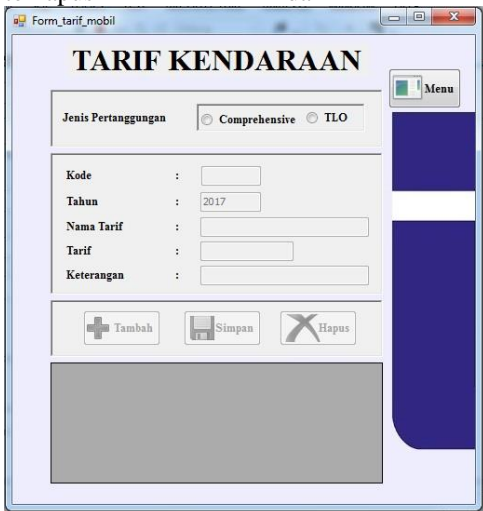 Form_tarif_mobil
TARIF KENDARAAN
Menu
Jenis Pertanggungan
Comprehensive TLO
Kode :
Tahun : 2017
Nama Tarif :
Tarif :
Keterangan :
Tambah Simpan Hapus